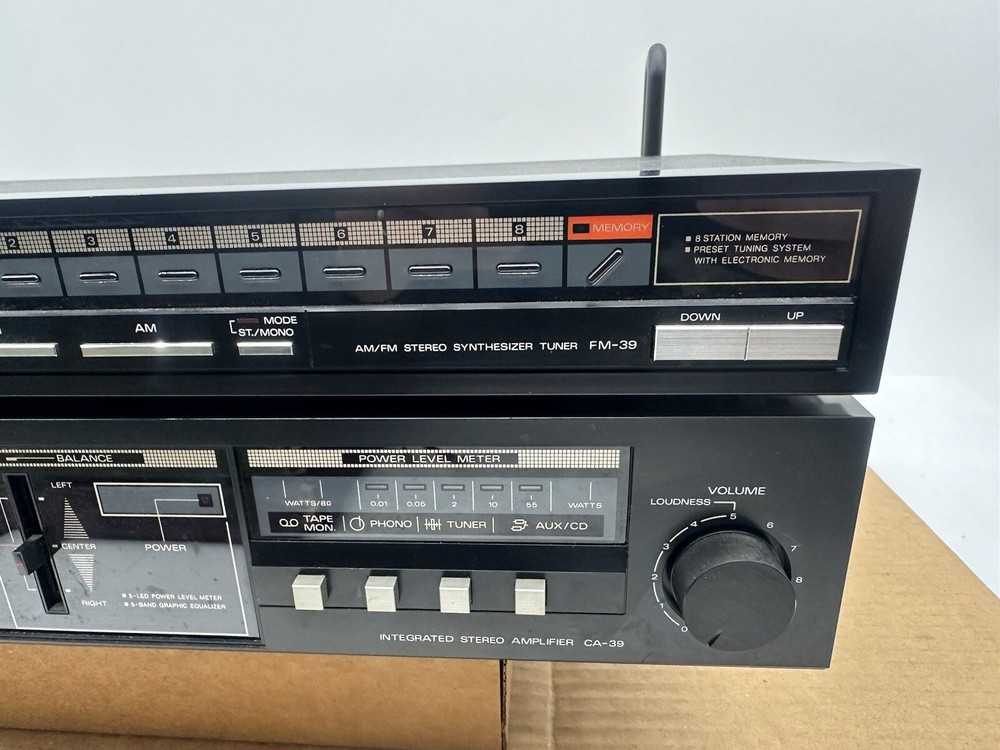 2 3 4 5 6 7 8 MEMORY
8 STATION MEMORY
PRESET TUNING SYSTEM
WITH ELECTRONIC MEMORY
AM
MODE
ST./MONO
AM/FM STEREO SYNTHESIZER TUNER FM-39
DOWN UP
BALANCE
LEFT
CENTER
RIGHT
POWER
5-LED POWER LEVEL METER
5-BAND GRAPHIC EQUALIZER
POWER LEVEL METER
WATTS/8Ω 0.01 0.05 2 10 55 WATTS
TAPE MON. PHONO TUNER AUX/CD
INTEGRATED STEREO AMPLIFIER CA-39
VOLUME
LOUDNESS
0 1 2 3 4 5 6 7 8